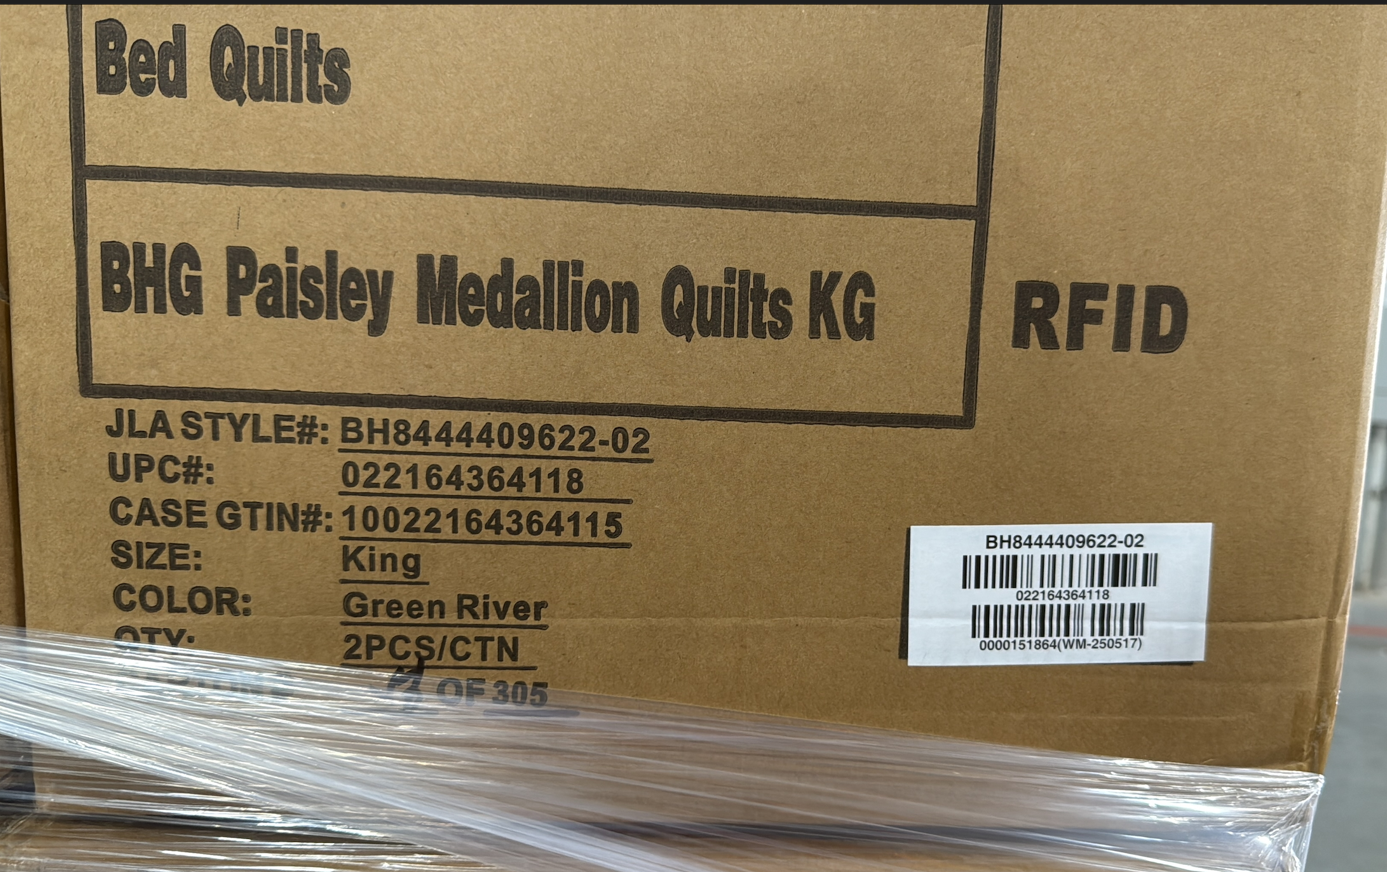 Bed Quilts
BHG Paisley Medallion Quilts KG
RFID
JLA STYLE#: BH8444409622-02
UPC#: 022164364118
CASE GTIN#: 10022164364115
SIZE: King
COLOR: Green River
QTY: 2PCS/CTN
OF 305
BH8444409622-02
022164364118
0000151864(WM-250517)